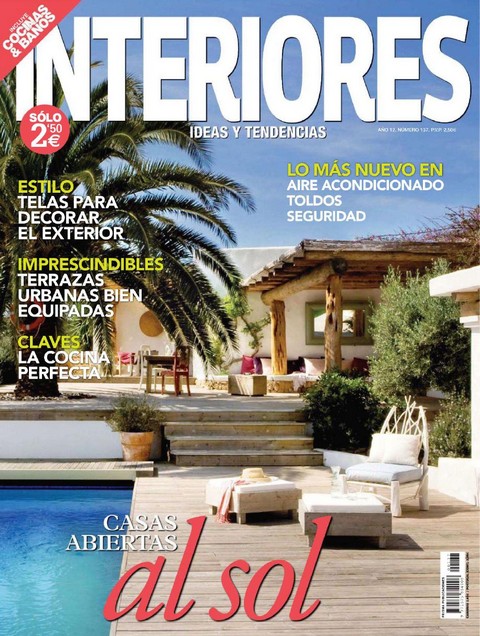 INCLUYE
COCINAS
& BAÑOS
INTERIORES
IDEAS Y TENDENCIAS
SÓLO
2'50
€
ESTILO
TELAS PARA
DECORAR
EL EXTERIOR
IMPRESCINDIBLES
TERRAZAS
URBANAS BIEN
EQUIPADAS
CLAVES
LA COCINA
PERFECTA
LO MÁS NUEVO EN
AIRE ACONDICIONADO
TOLDOS
SEGURIDAD
CASAS
ABIERTAS
al sol